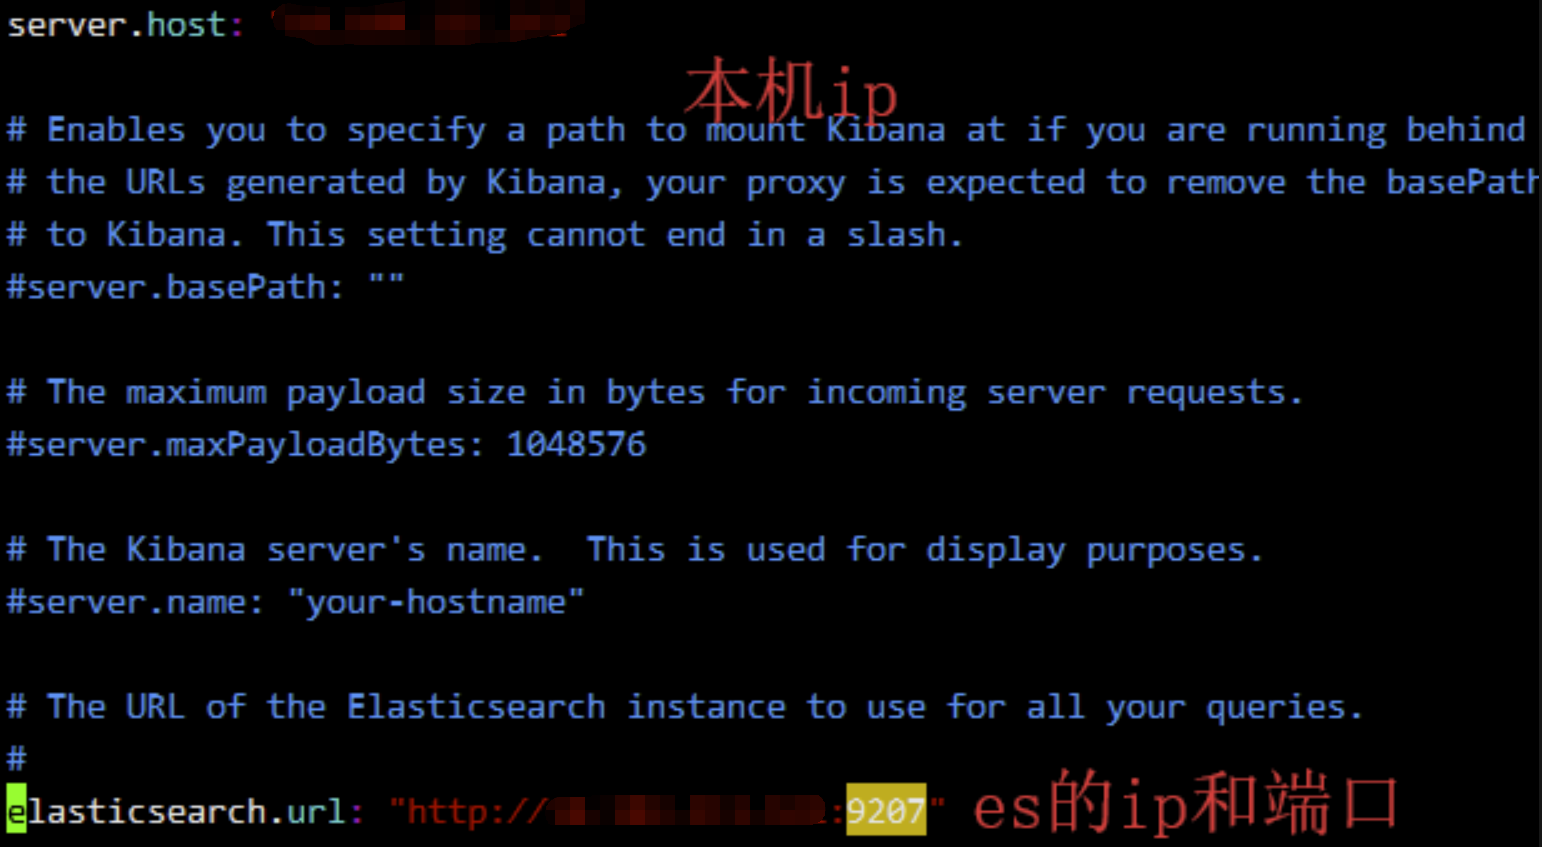 server.host:
本机ip
# Enables you to specify a path to mount Kibana at if you are running behind
# the URLs generated by Kibana, your proxy is expected to remove the basePath
# to Kibana. This setting cannot end in a slash.
#server.basePath: ""
# The maximum payload size in bytes for incoming server requests.
#server.maxPayloadBytes: 1048576
# The Kibana server's name.  This is used for display purposes.
#server.name: "your-hostname"
# The URL of the Elasticsearch instance to use for all your queries.
#
elasticsearch.url: "http:// :9207" es的ip和端口